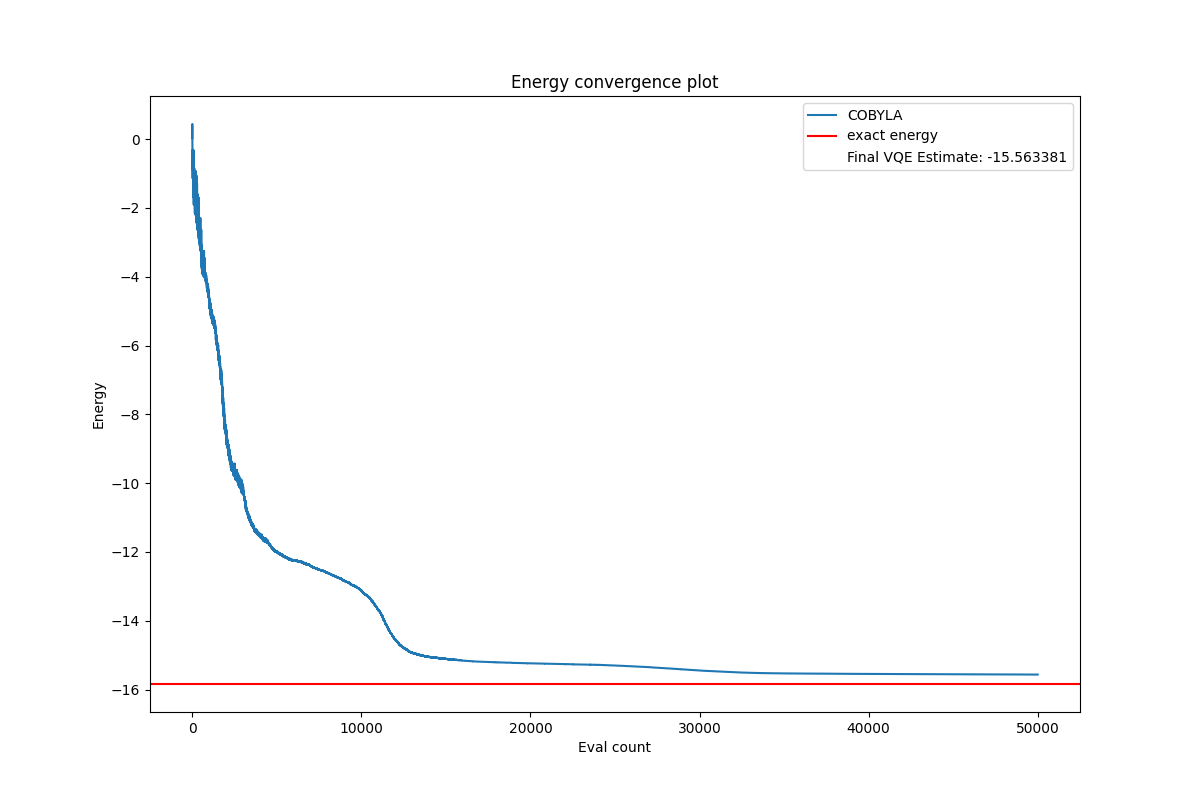 Energy convergence plot
COBYLA
exact energy
Final VQE Estimate: -15.563381
Energy
0
−2
−4
−6
−8
−10
−12
−14
−16
0
10000
20000
30000
40000
50000
Eval count